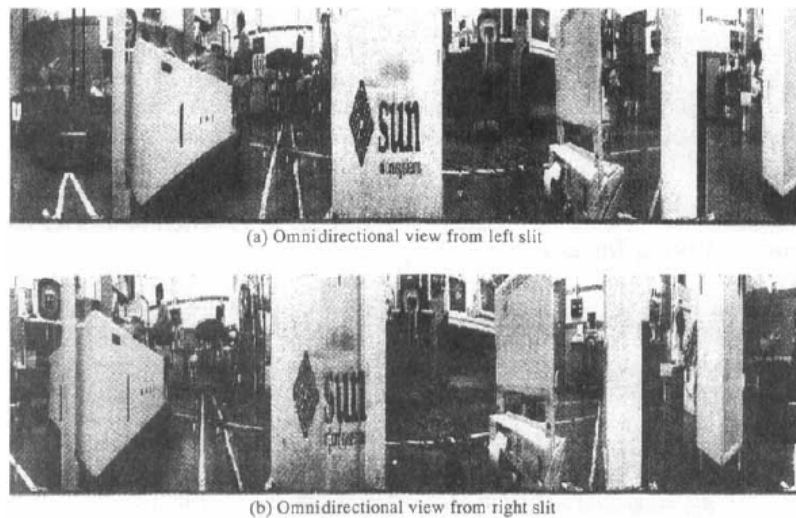 sun
(a) Omnidirectional view from left slit
sun
(b) Omnidirectional view from right slit